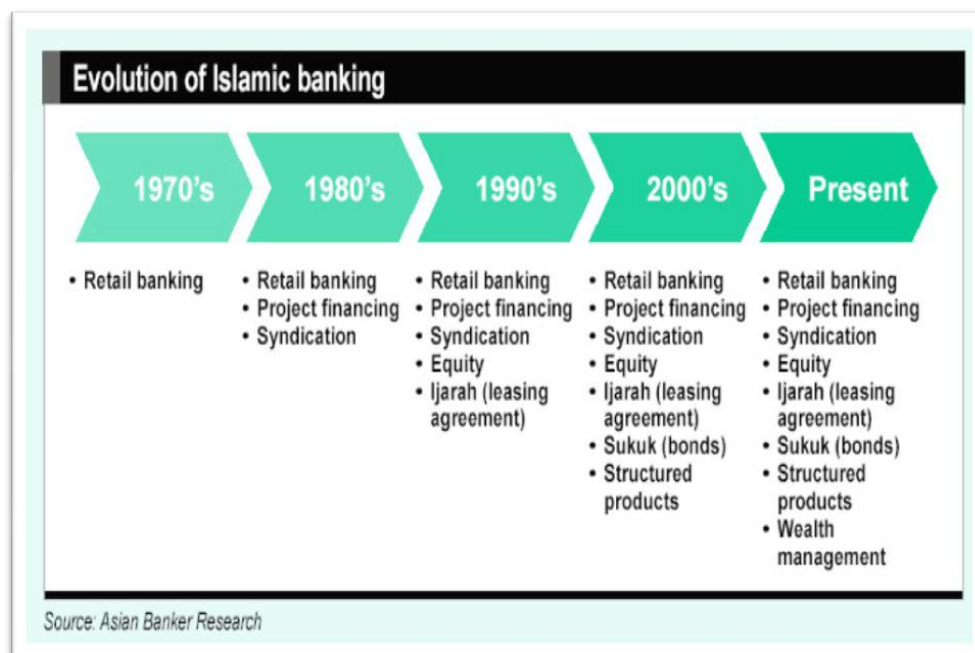 Evolution of Islamic banking
1970's
1980's
1990's
2000's
Present
• Retail banking
• Retail banking
• Project financing
• Syndication
• Retail banking
• Project financing
• Syndication
• Equity
• Ijarah (leasing
agreement)
• Retail banking
• Project financing
• Syndication
• Equity
• Ijarah (leasing
agreement)
• Sukuk (bonds)
• Structured
products
• Retail banking
• Project financing
• Syndication
• Equity
• Ijarah (leasing
agreement)
• Sukuk (bonds)
• Structured
products
• Wealth
management
Source: Asian Banker Research